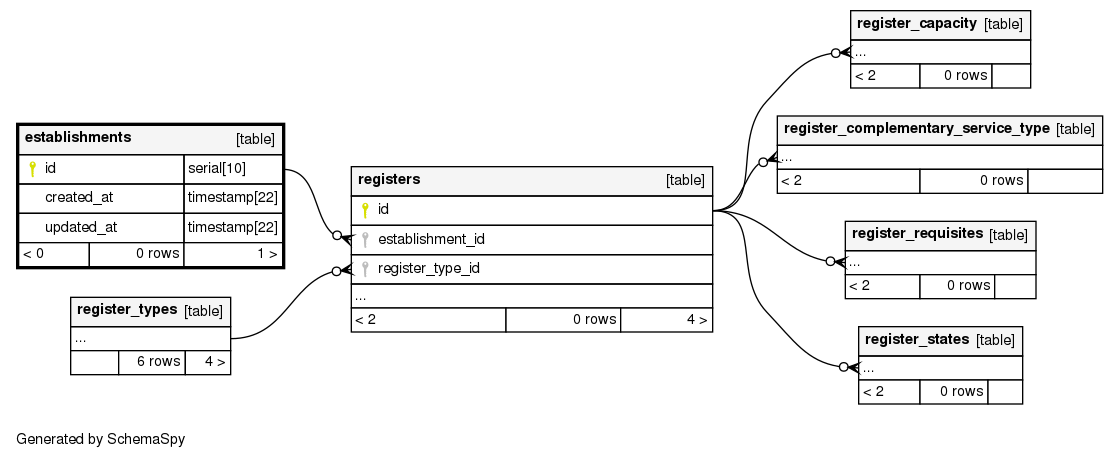 establishments [table]
id serial[10]
created_at timestamp[22]
updated_at timestamp[22]
< 0 0 rows 1 >
register_types [table]
...
6 rows 4 >
registers [table]
id
establishment_id
register_type_id
...
< 2 0 rows 4 >
register_capacity [table]
...
< 2 0 rows
register_complementary_service_type [table]
...
< 2 0 rows
register_requisites [table]
...
< 2 0 rows
register_states [table]
...
< 2 0 rows
Generated by SchemaSpy